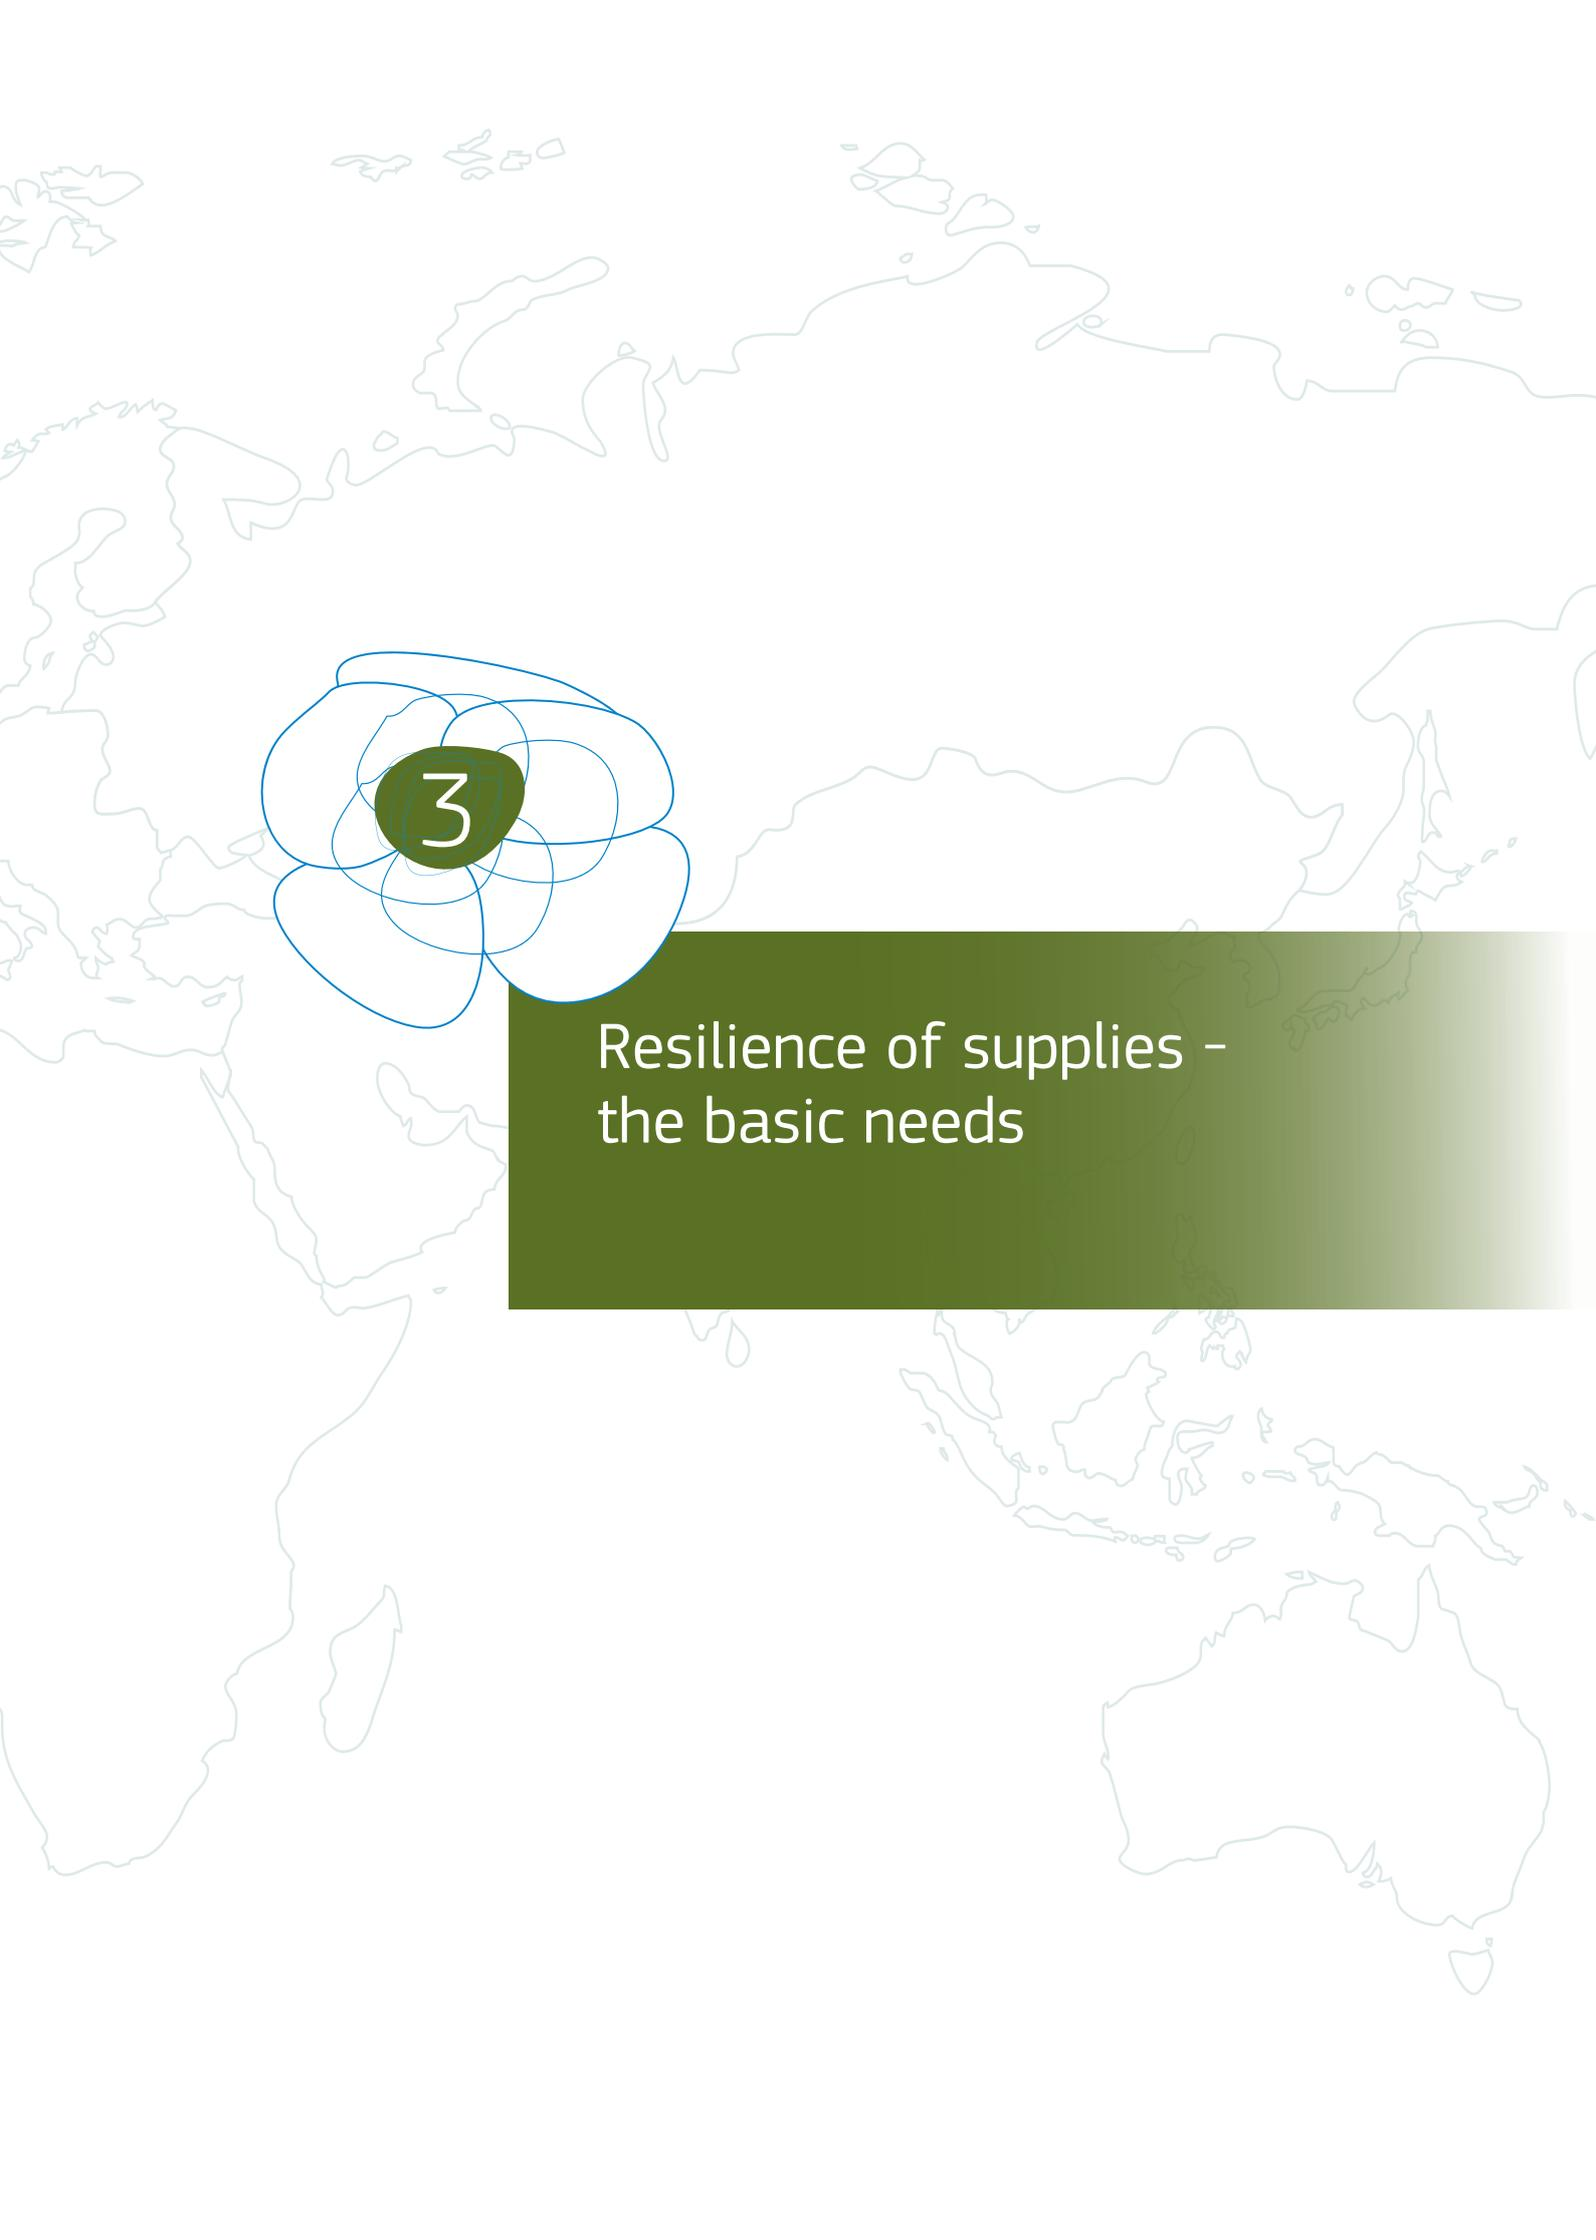 3
Resilience of supplies –
the basic needs